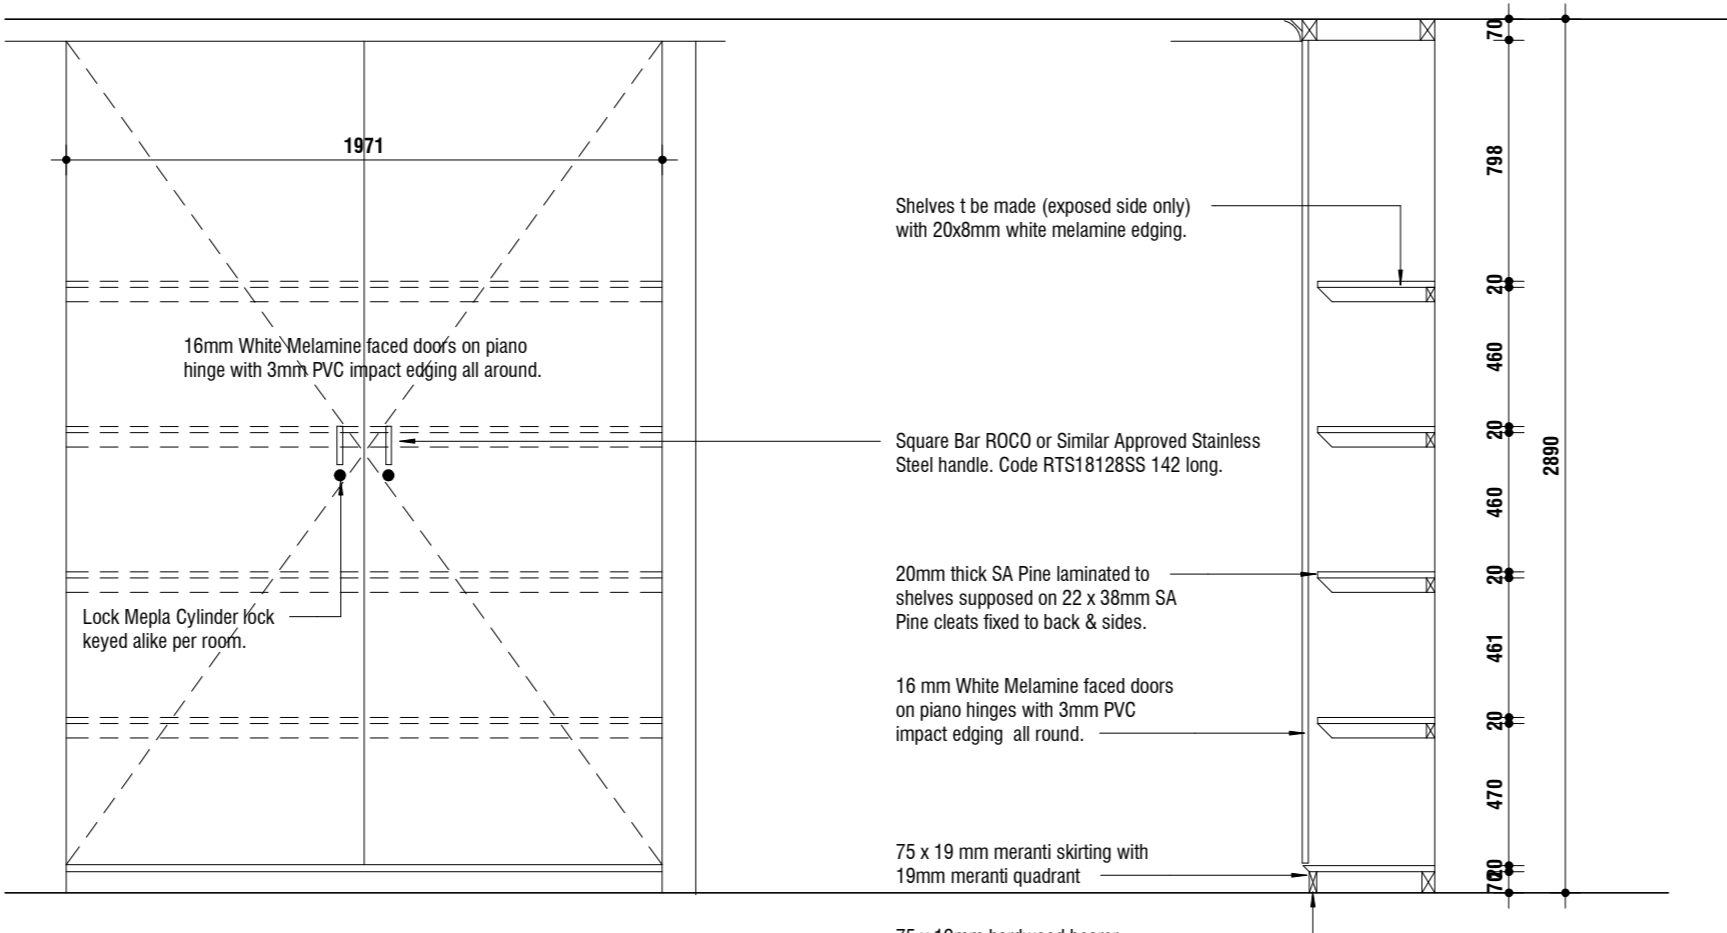 1971
16mm White Melamine faced doors on piano
hinge with 3mm PVC impact edging all around.
Lock Mepla Cylinder lock
keyed alike per room.
Shelves t be made (exposed side only)
with 20x8mm white melamine edging.
Square Bar ROCO or Similar Approved Stainless
Steel handle. Code RTS18128SS 142 long.
20mm thick SA Pine laminated to
shelves supposed on 22 x 38mm SA
Pine cleats fixed to back & sides.
16 mm White Melamine faced doors
on piano hinges with 3mm PVC
impact edging all round.
75 x 19 mm meranti skirting with
19mm meranti quadrant
70
798
20
460
20
460
20
461
20
470
20
70
2890